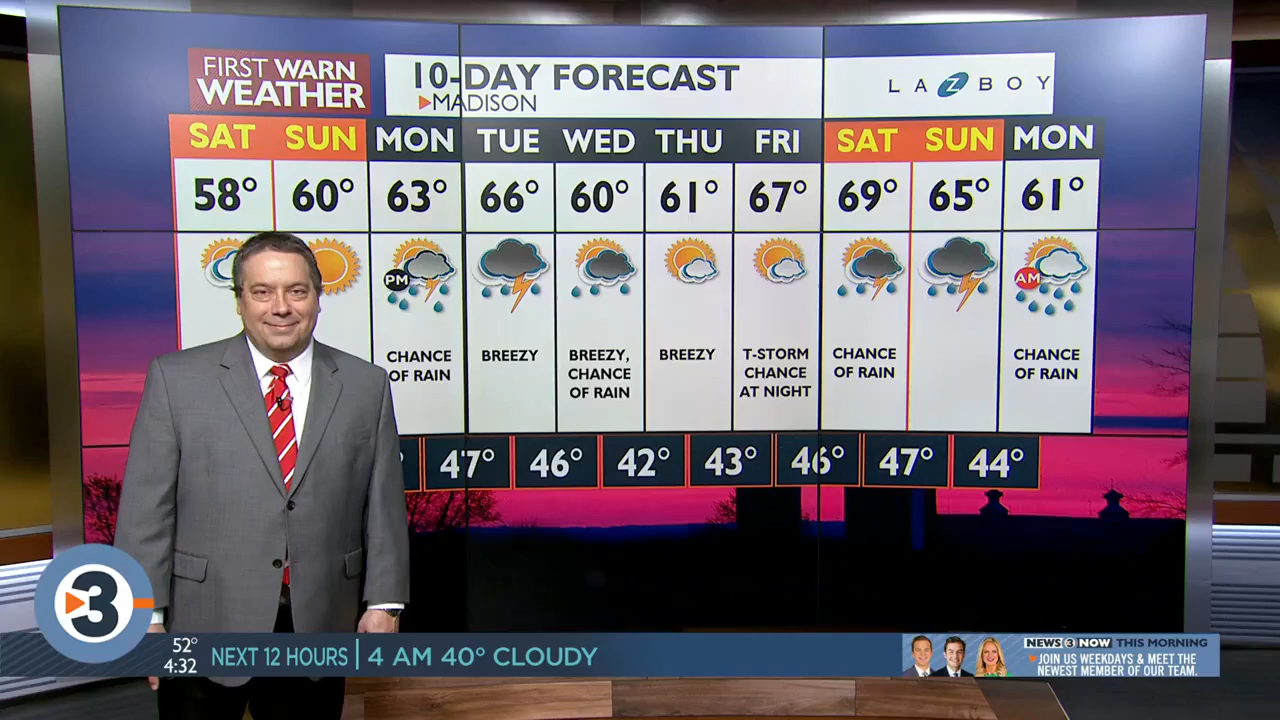 FIRST WARN
WEATHER
10-DAY FORECAST
MADISON
LA Z BOY
SAT SUN MON TUE WED THU FRI SAT SUN MON
58° 60° 63° 66° 60° 61° 67° 69° 65° 61°
PM
AM
CHANCE
OF RAIN
BREEZY
BREEZY,
CHANCE
OF RAIN
BREEZY
T-STORM
CHANCE
AT NIGHT
CHANCE
OF RAIN
CHANCE
OF RAIN
47° 46° 42° 43° 46° 47° 44°
3
52°
4:32
NEXT 12 HOURS | 4 AM 40° CLOUDY
NEWS 3 NOW THIS MORNING
JOIN US WEEKDAYS & MEET THE
NEWEST MEMBER OF OUR TEAM.